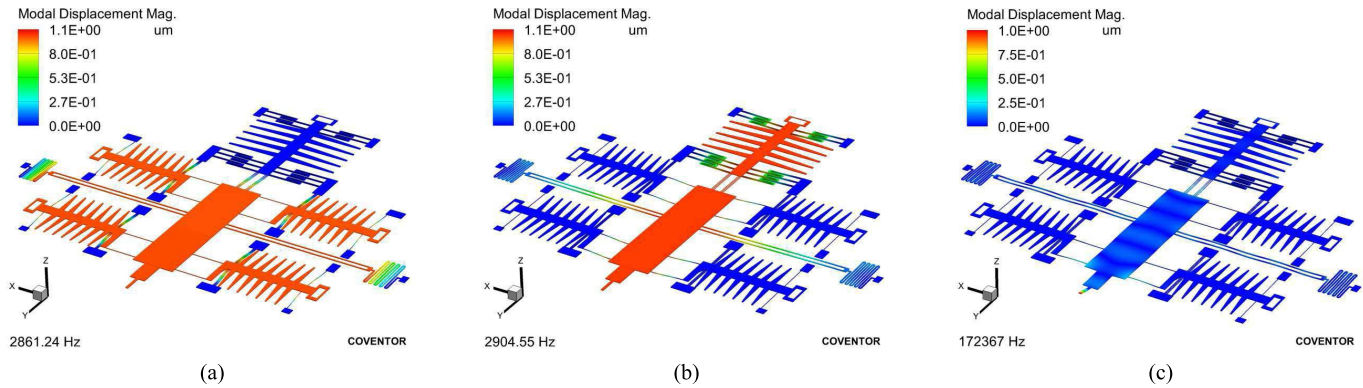 Modal Displacement Mag.
1.1E+00 um
8.0E-01
5.3E-01
2.7E-01
0.0E+00
Z
X
Y
2861.24 Hz
COVENTOR
(a)
Modal Displacement Mag.
1.1E+00 um
8.0E-01
5.3E-01
2.7E-01
0.0E+00
Z
X
Y
2904.55 Hz
COVENTOR
(b)
Modal Displacement Mag.
1.0E+00 um
7.5E-01
5.0E-01
2.5E-01
0.0E+00
Z
X
Y
172367 Hz
COVENTOR
(c)